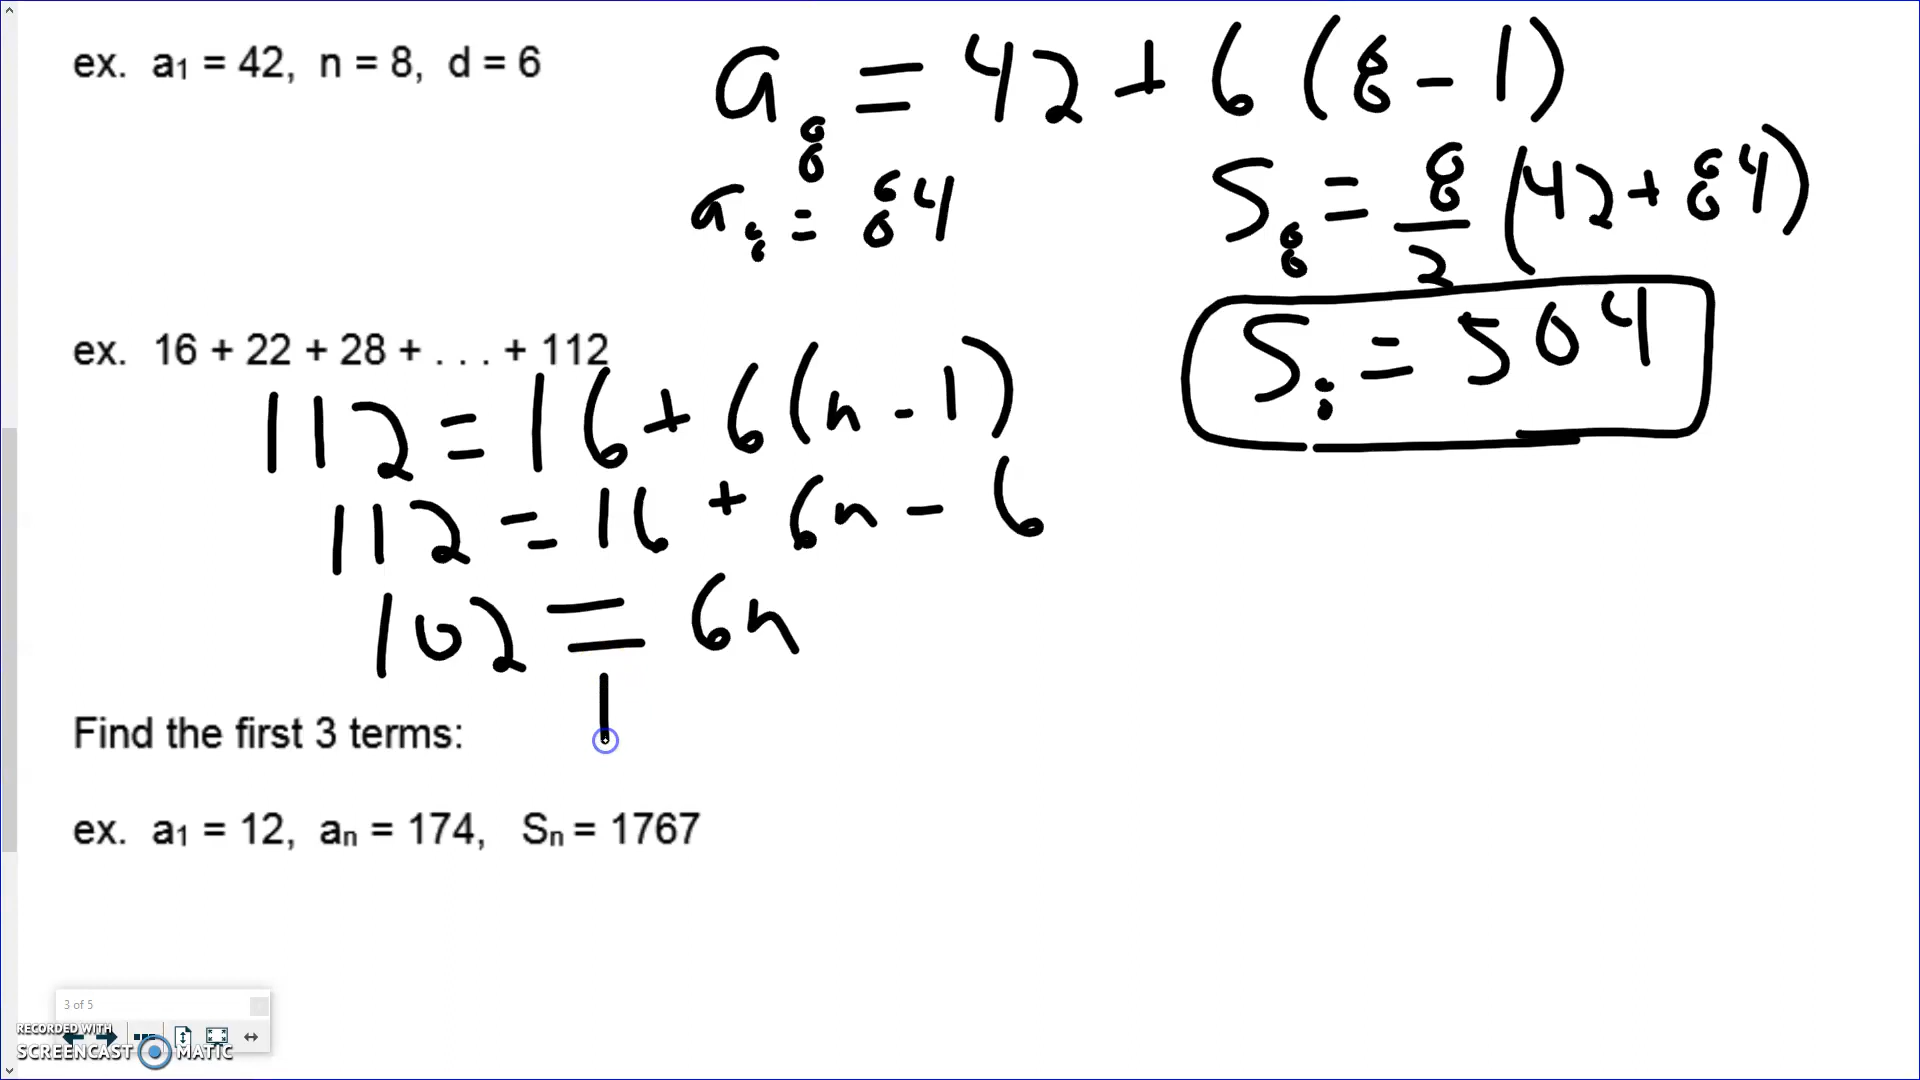 ex. a1 = 42, n = 8, d = 6
a8 = 42 + 6 (8 - 1)
a8 = 84
S8 = 8/2 (42 + 84)
S8 = 504
ex. 16 + 22 + 28 + . . . + 112
112 = 16 + 6(n - 1)
112 = 16 + 6n - 6
102 = 6n
1
Find the first 3 terms:
ex. a1 = 12, an = 174, Sn = 1767
3 of 5
RECORDED WITH
SCREENCAST MATIC